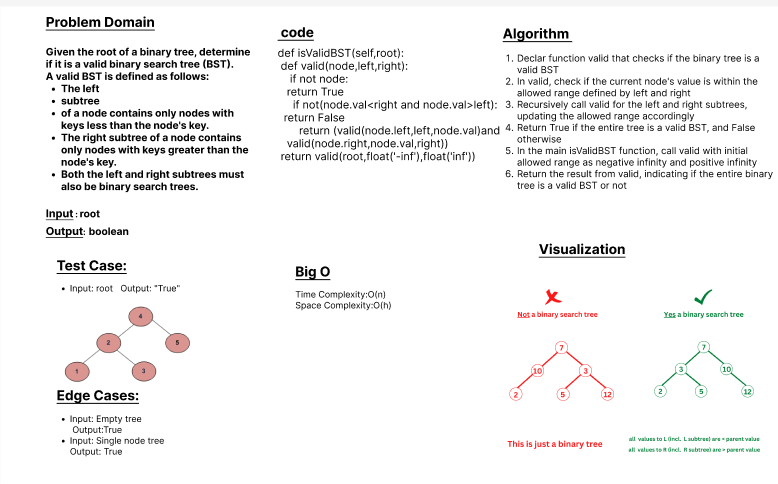 Problem Domain
Given the root of a binary tree, determine
if it is a valid binary search tree (BST).
A valid BST is defined as follows:
• The left
• subtree
• of a node contains only nodes with
keys less than the node's key.
• The right subtree of a node contains
only nodes with keys greater than the
node's key.
• Both the left and right subtrees must
also be binary search trees.
Input : root
Output: boolean
Test Case:
• Input: root Output: "True"
4
2
5
1
3
Edge Cases:
• Input: Empty tree
Output:True
• Input: Single node tree
Output: True
code
def isValidBST(self,root):
def valid(node,left,right):
if not node:
return True
if not(node.val<right and node.val>left):
return False
return (valid(node.left,left,node.val)and
valid(node.right,node.val,right))
return valid(root,float('-inf'),float('inf'))
Big O
Time Complexity:O(n)
Space Complexity:O(h)
Algorithm
1. Declar function valid that checks if the binary tree is a
valid BST
2. In valid, check if the current node's value is within the
allowed range defined by left and right
3. Recursively call valid for the left and right subtrees,
updating the allowed range accordingly
4. Return True if the entire tree is a valid BST, and False
otherwise
5. In the main isValidBST function, call valid with initial
allowed range as negative infinity and positive infinity
6. Return the result from valid, indicating if the entire binary
tree is a valid BST or not
Visualization
Not a binary search tree
7
10
3
2
5
12
This is just a binary tree
Yes a binary search tree
7
3
10
2
5
12
all values to L (incl. L subtree) are < parent value
all values to R (incl. R subtree) are > parent value